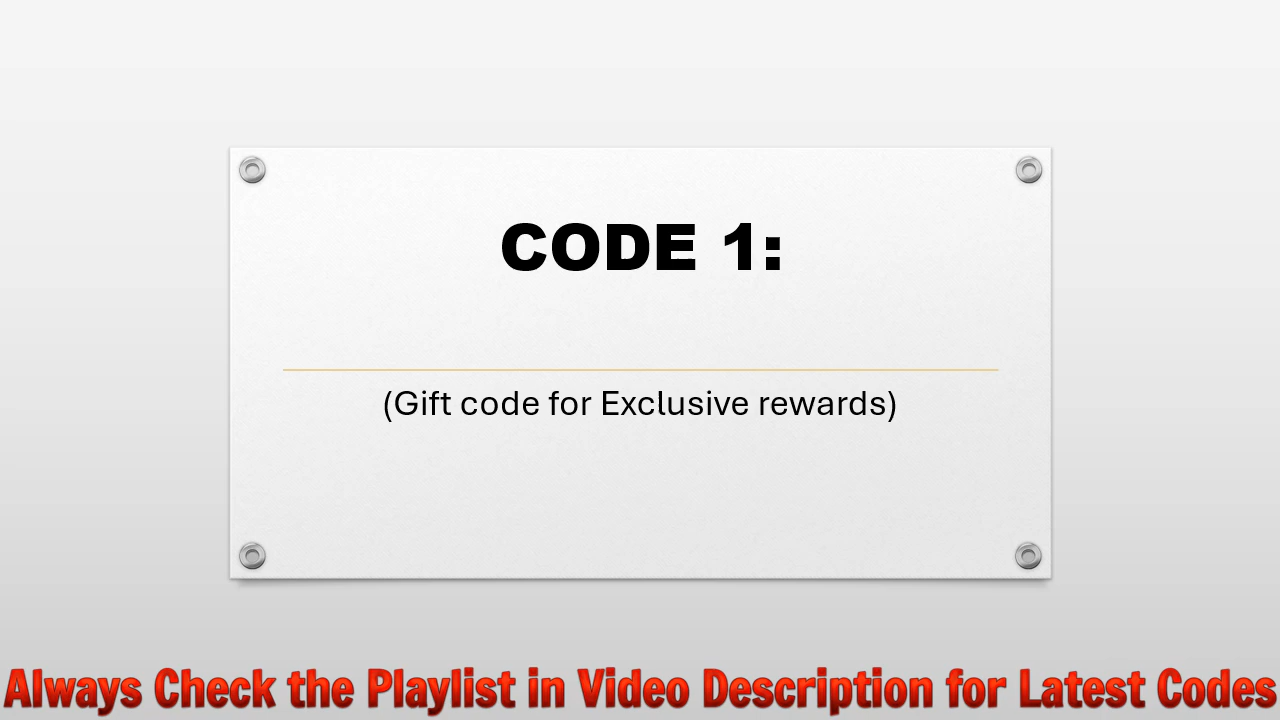 CODE 1:
(Gift code for Exclusive rewards)
Always Check the Playlist in Video Description for Latest Codes